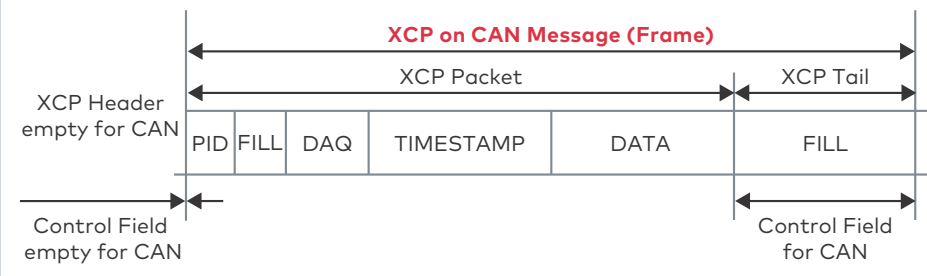 XCP on CAN Message (Frame)
XCP Packet
XCP Tail
XCP Header
empty for CAN
PID
FILL
DAQ
TIMESTAMP
DATA
FILL
Control Field
empty for CAN
Control Field
for CAN